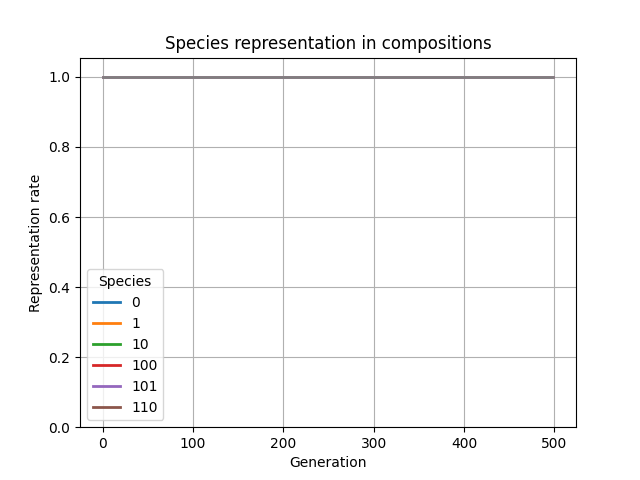 Species representation in compositions
1.0
0.8
0.6
0.4
0.2
0.0
Representation rate
Species
0
1
10
100
101
110
0 100 200 300 400 500
Generation